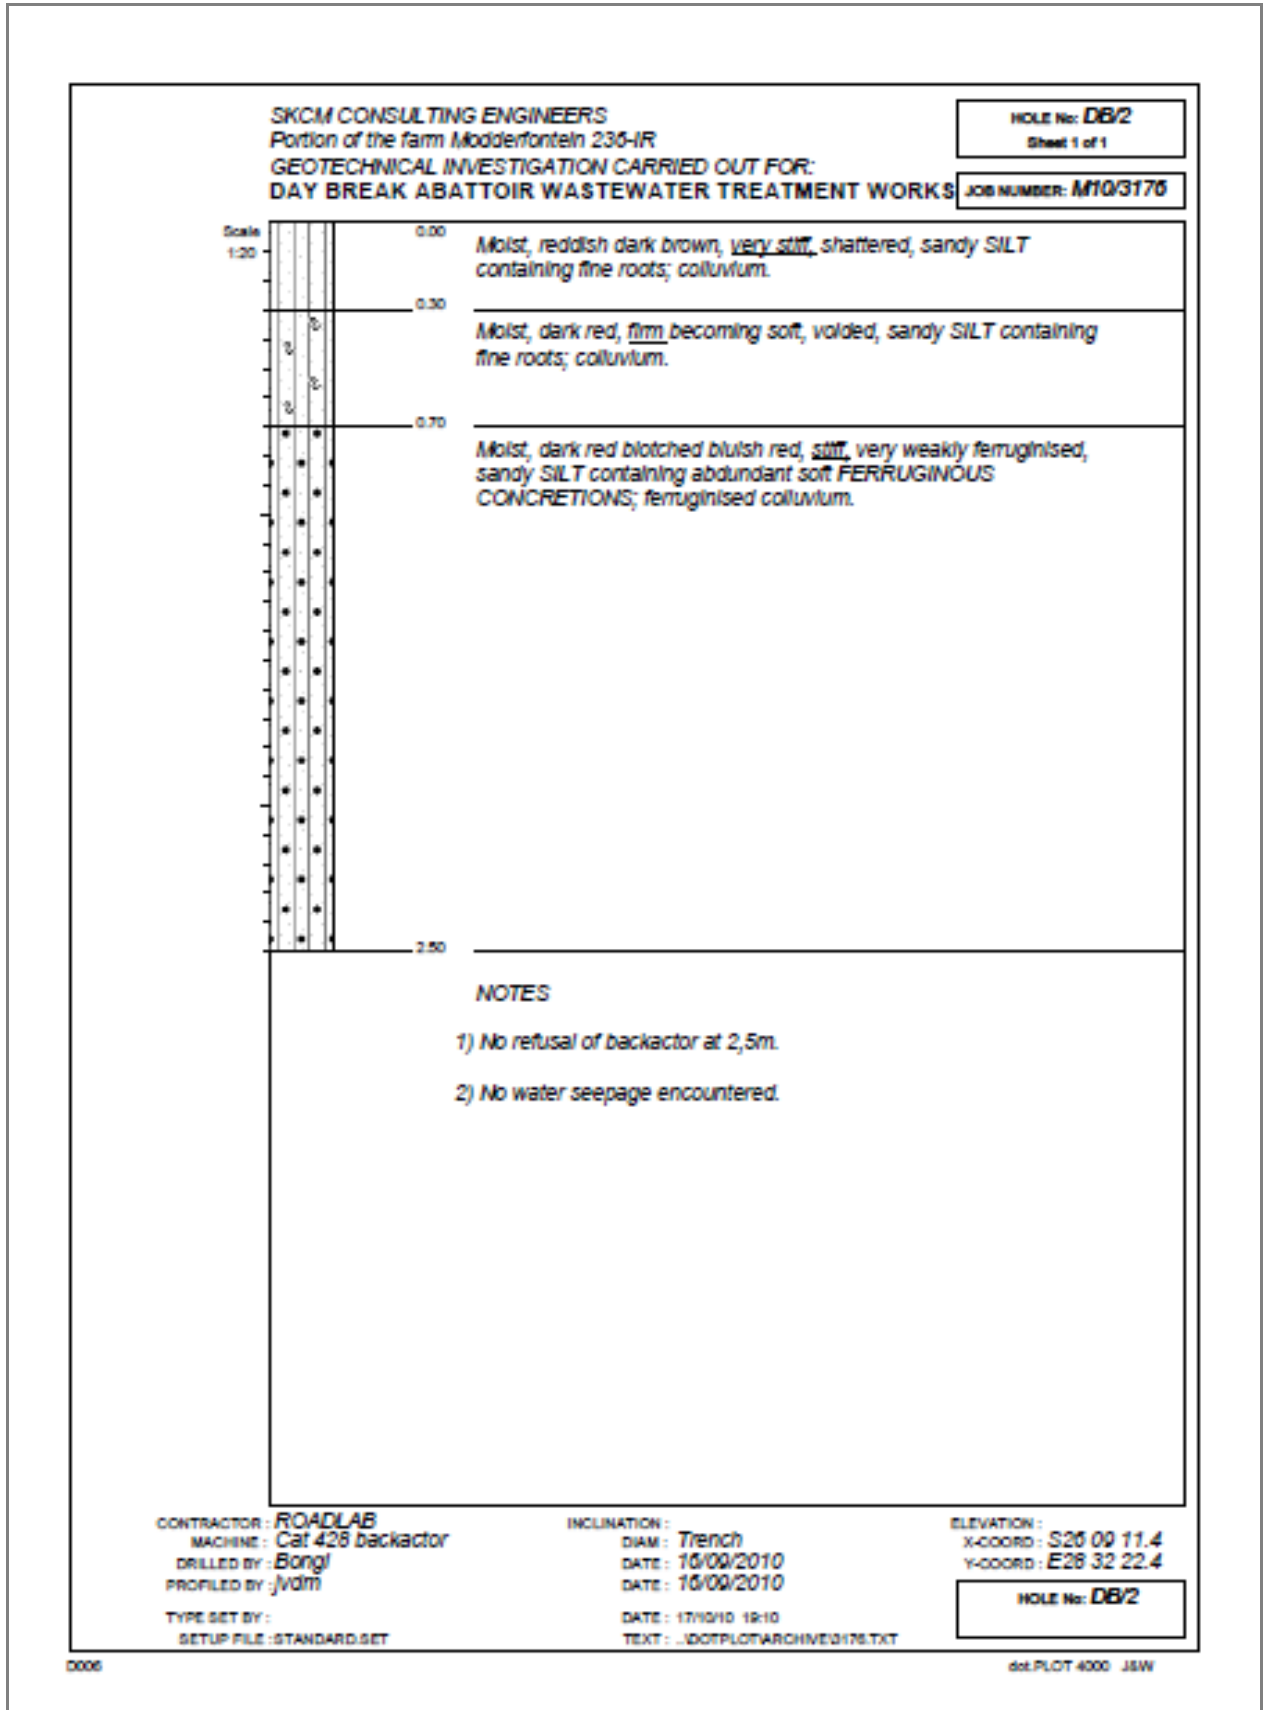 SKCM CONSULTING ENGINEERS
Portion of the farm Modderfontein 236-IR
GEOTECHNICAL INVESTIGATION CARRIED OUT FOR:
DAY BREAK ABATTOIR WASTEWATER TREATMENT WORKS
HOLE No: DB/2
Sheet 1 of 1
JOB NUMBER: M10/3176
Scale
1:20
0.00
Moist, reddish dark brown, very stiff, shattered, sandy SILT
containing fine roots; colluvium.
0.30
Moist, dark red, firm becoming soft, voided, sandy SILT containing
fine roots; colluvium.
0.70
Moist, dark red blotched bluish red, stiff, very weakly ferruginised,
sandy SILT containing abdundant soft FERRUGINOUS
CONCRETIONS; ferruginised colluvium.
2.50
NOTES
1) No refusal of backactor at 2,5m.
2) No water seepage encountered.
CONTRACTOR : ROADLAB
MACHINE : Cat 428 backactor
DRILLED BY : Bongi
PROFILED BY : jvdm
TYPE SET BY :
SETUP FILE : STANDARD.SET
INCLINATION :
DIAM : Trench
DATE : 16/09/2010
DATE : 16/09/2010
DATE : 17/10/10 19:10
TEXT : ..\DOTPLOT\ARCHIVE\3176.TXT
ELEVATION :
X-COORD : S26 09 11.4
Y-COORD : E28 32 22.4
HOLE No: DB/2
D006
dot.PLOT 4000 J&W